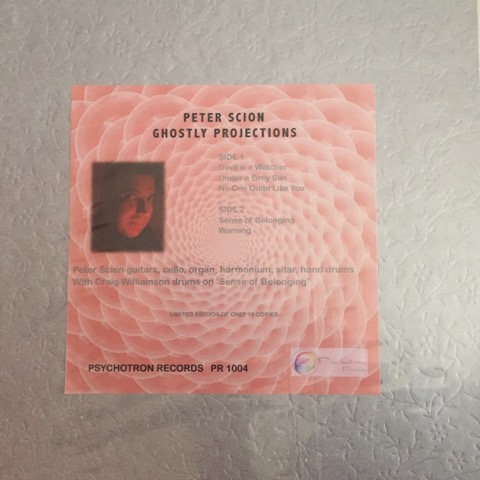 PETER SCION
GHOSTLY PROJECTIONS
SIDE 1
Devil is a Watcher
Under a Grey Sun
No One Quite Like You
SIDE 2
Sense of Belonging
Warning
Peter Scion guitars, cello, organ, harmonium, sitar, hand drums
With Craig Williamson drums on 'Sense of Belonging'
LIMITED EDITION OF ONLY 15 COPIES
PSYCHOTRON RECORDS PR 1004